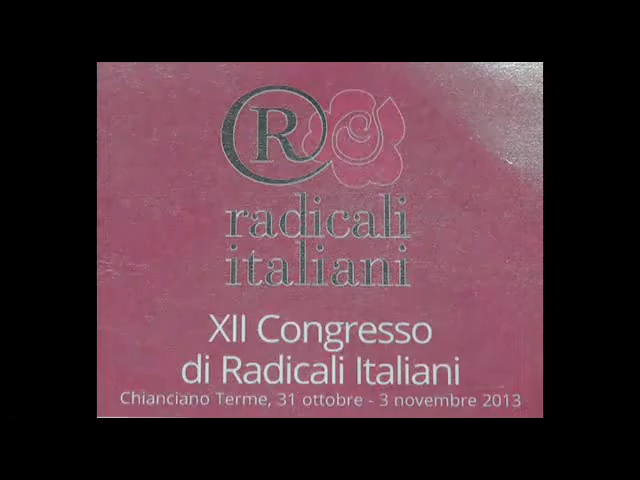 R
radicali
italiani
XII Congresso
di Radicali Italiani
Chianciano Terme, 31 ottobre - 3 novembre 2013